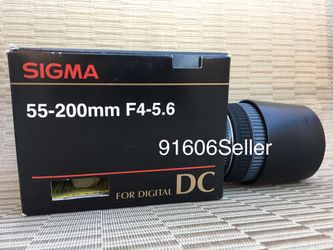 SIGMA
55-200mm F4-5.6
91606Seller
FOR DIGITAL DC